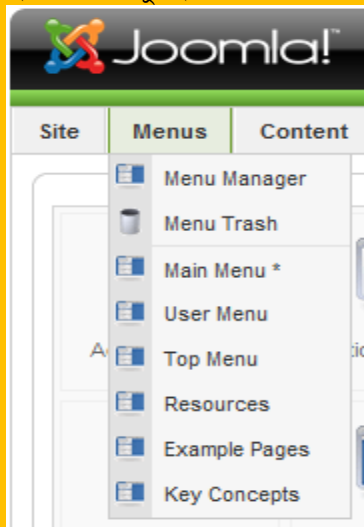 Joomla!
Site Menus Content
Menu Manager
Menu Trash
Main Menu *
User Menu
Top Menu
Resources
Example Pages
Key Concepts